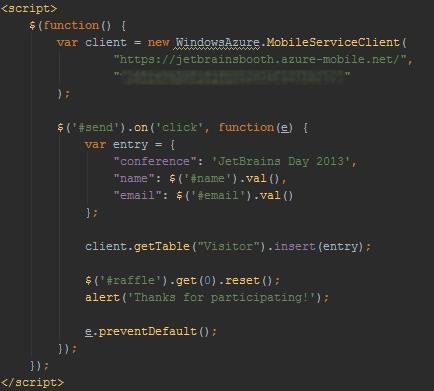 <script>
$(function() {
var client = new WindowsAzure.MobileServiceClient(
"https://jetbrainsbooth.azure-mobile.net/",
" "
);
$('#send').on('click', function(e) {
var entry = {
"conference": 'JetBrains Day 2013',
"name": $('#name').val(),
"email": $('#email').val()
};
client.getTable("Visitor").insert(entry);
$('#raffle').get(0).reset();
alert('Thanks for participating!');
e.preventDefault();
});
});
</script>